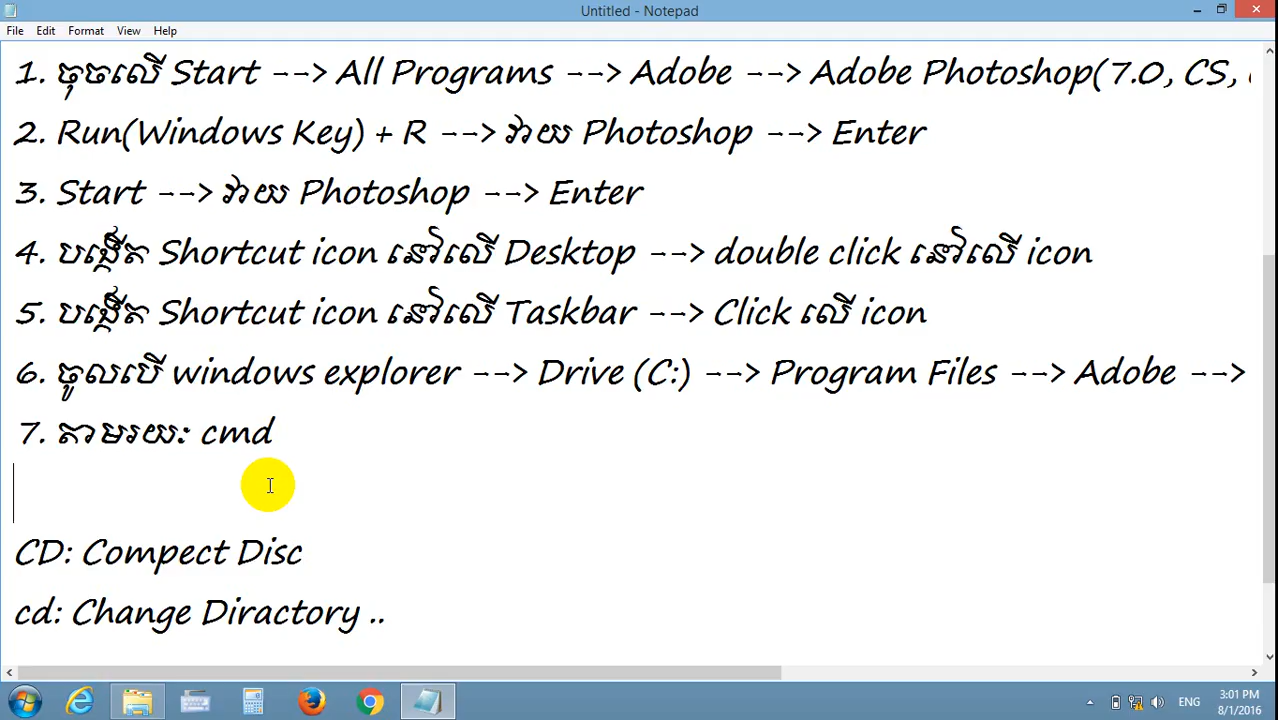 Untitled - Notepad
File Edit Format View Help
1. ចុចលើ Start --> All Programs --> Adobe --> Adobe Photoshop(7.0, CS,
2. Run(Windows Key) + R --> វាយ Photoshop --> Enter
3. Start --> វាយ Photoshop --> Enter
4. បង្កើត Shortcut icon នៅលើ Desktop --> double click នៅលើ icon
5. បង្កើត Shortcut icon នៅលើ Taskbar --> Click លើ icon
6. ចូលបើ windows explorer --> Drive (C:) --> Program Files --> Adobe -->
7. តាមរយៈ cmd
CD: Compect Disc
cd: Change Diractory ..
ENG
3:01 PM
8/1/2016